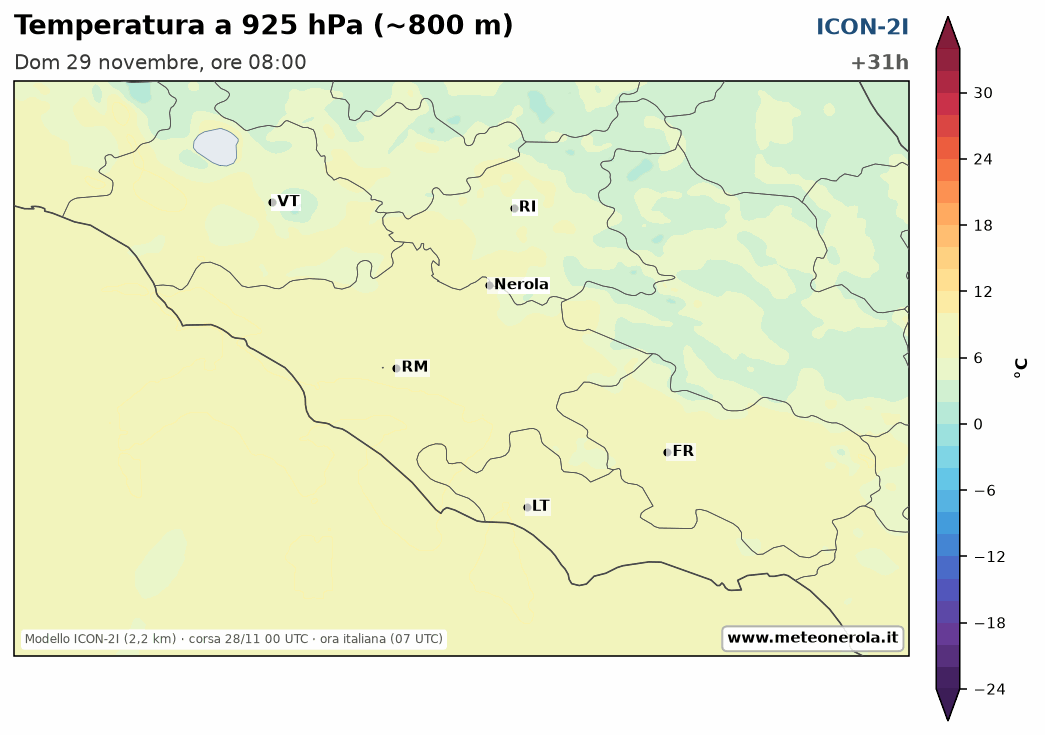 Temperatura a 925 hPa (~800 m)
ICON-2I
Dom 29 novembre, ore 08:00
+31h
VT
RI
Nerola
RM
FR
LT
Modello ICON-2I (2,2 km) · corsa 28/11 00 UTC · ora italiana (07 UTC)
www.meteonerola.it
30
24
18
12
6
0
−6
−12
−18
−24
°C